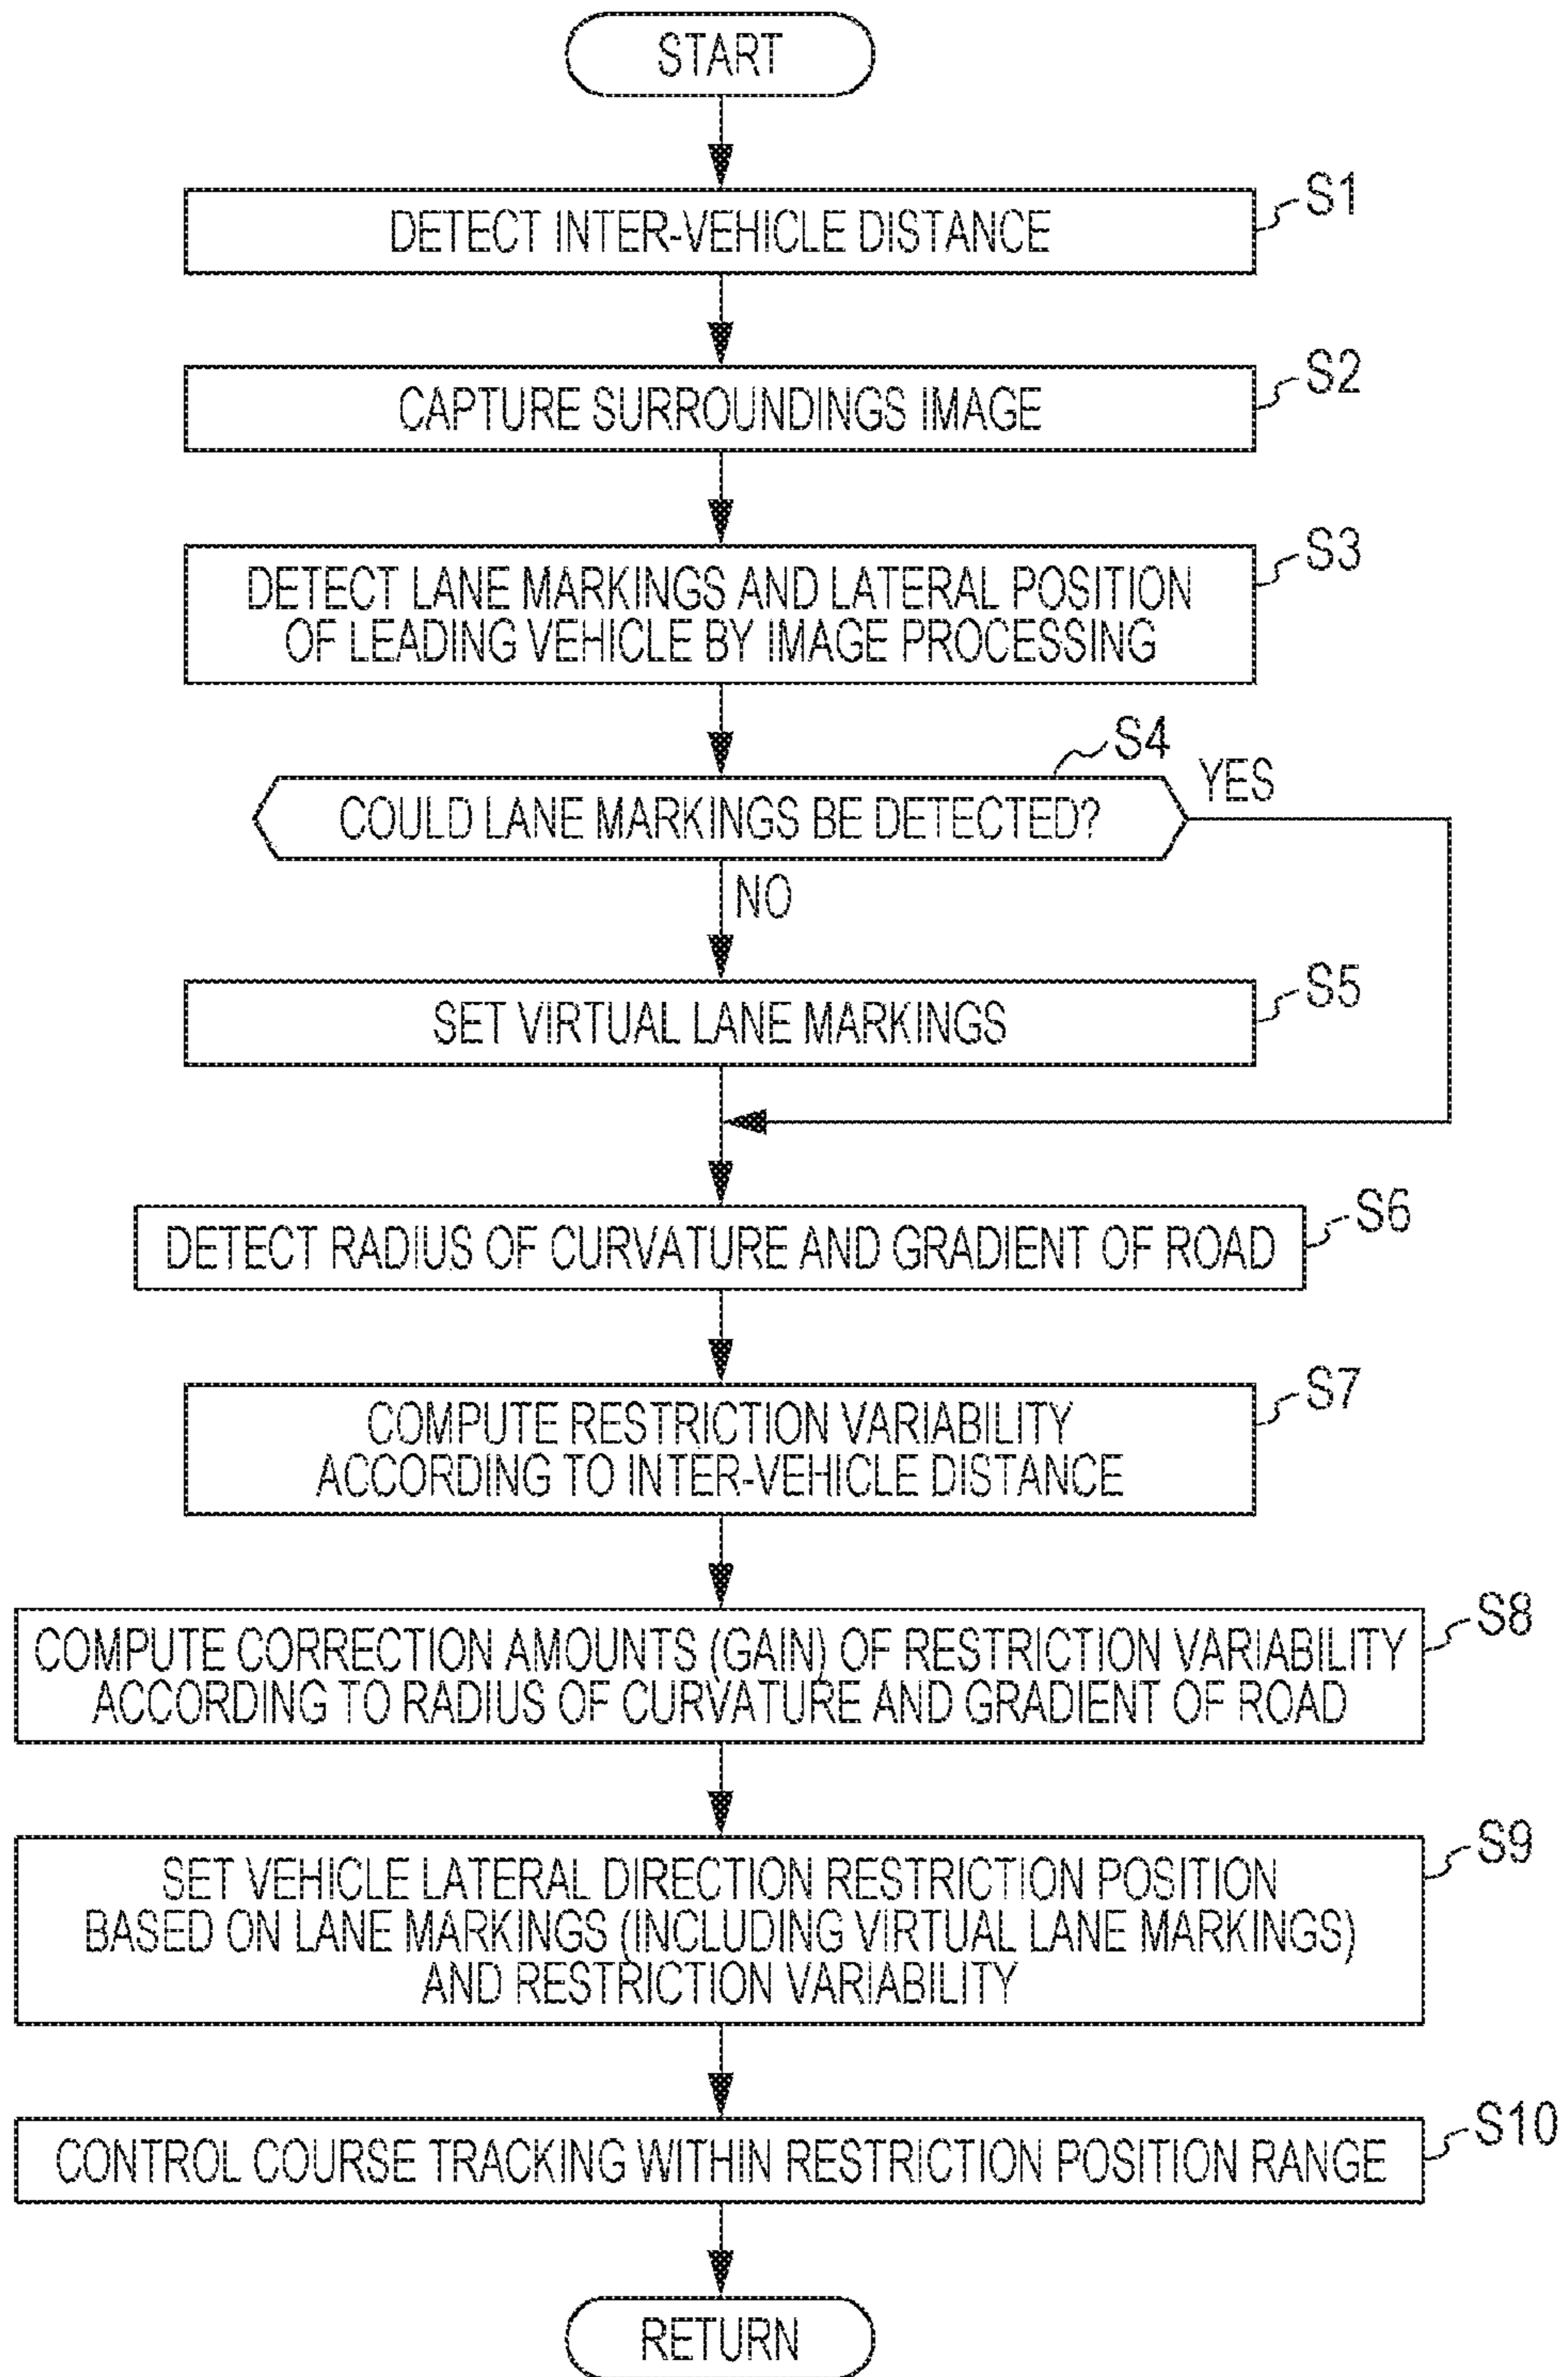 START
DETECT INTER-VEHICLE DISTANCE
S1
CAPTURE SURROUNDINGS IMAGE
S2
DETECT LANE MARKINGS AND LATERAL POSITION
OF LEADING VEHICLE BY IMAGE PROCESSING
S3
S4
COULD LANE MARKINGS BE DETECTED?
YES
NO
SET VIRTUAL LANE MARKINGS
S5
DETECT RADIUS OF CURVATURE AND GRADIENT OF ROAD
S6
COMPUTE RESTRICTION VARIABILITY
ACCORDING TO INTER-VEHICLE DISTANCE
S7
COMPUTE CORRECTION AMOUNTS (GAIN) OF RESTRICTION VARIABILITY
ACCORDING TO RADIUS OF CURVATURE AND GRADIENT OF ROAD
S8
SET VEHICLE LATERAL DIRECTION RESTRICTION POSITION
BASED ON LANE MARKINGS (INCLUDING VIRTUAL LANE MARKINGS)
AND RESTRICTION VARIABILITY
S9
CONTROL COURSE TRACKING WITHIN RESTRICTION POSITION RANGE
S10
RETURN